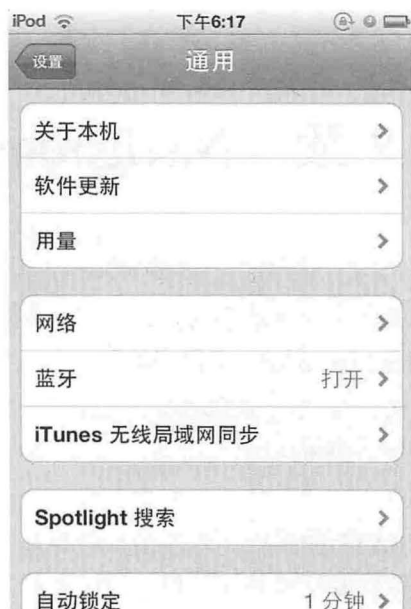 iPod 下午6:17
设置 通用
关于本机
软件更新
用量
网络
蓝牙 打开
iTunes 无线局域网同步
Spotlight 搜索
自动锁定 1 分钟